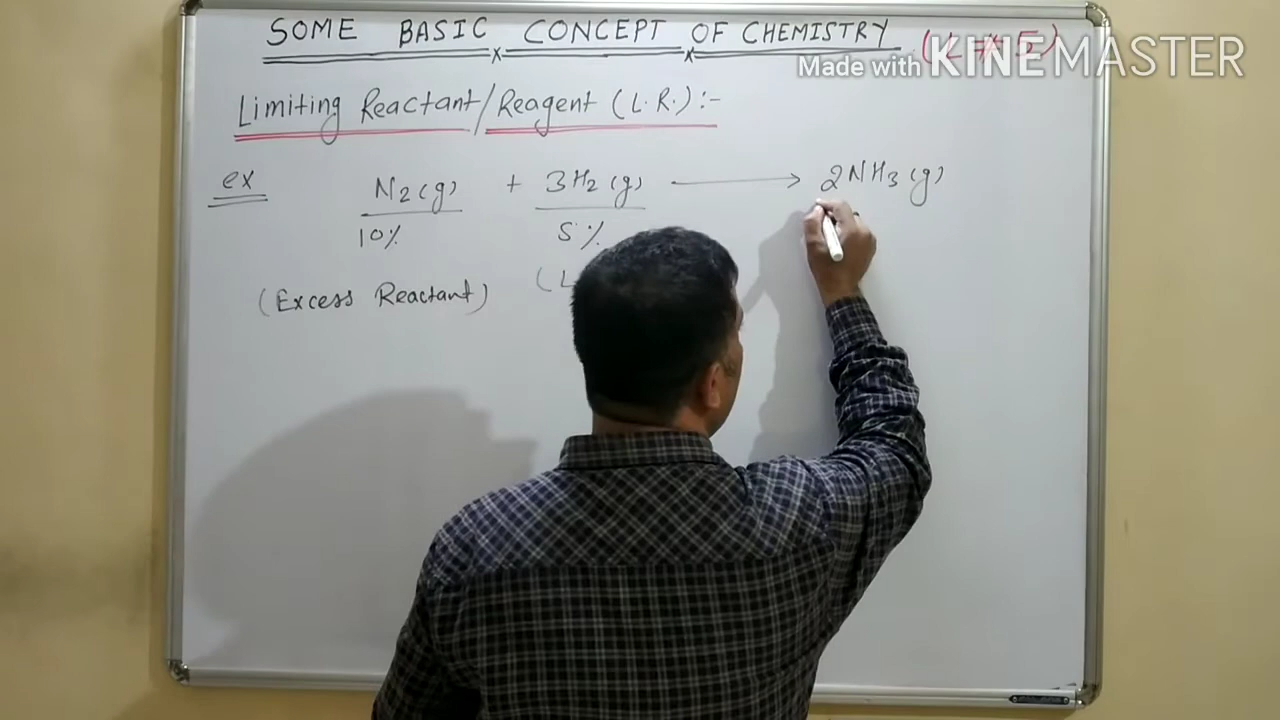 SOME BASIC CONCEPT OF CHEMISTRY (L # 5)
Made with KINEMASTER
Limiting Reactant/Reagent (L.R.):-
ex N2(g) + 3H2(g) → 2NH3(g)
10% 5%
(Excess Reactant) (L